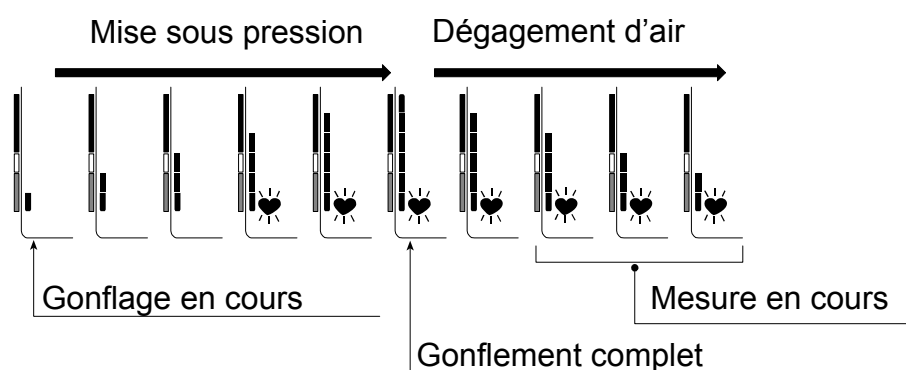 Mise sous pression
Dégagement d'air
Gonflage en cours
Mesure en cours
Gonflement complet